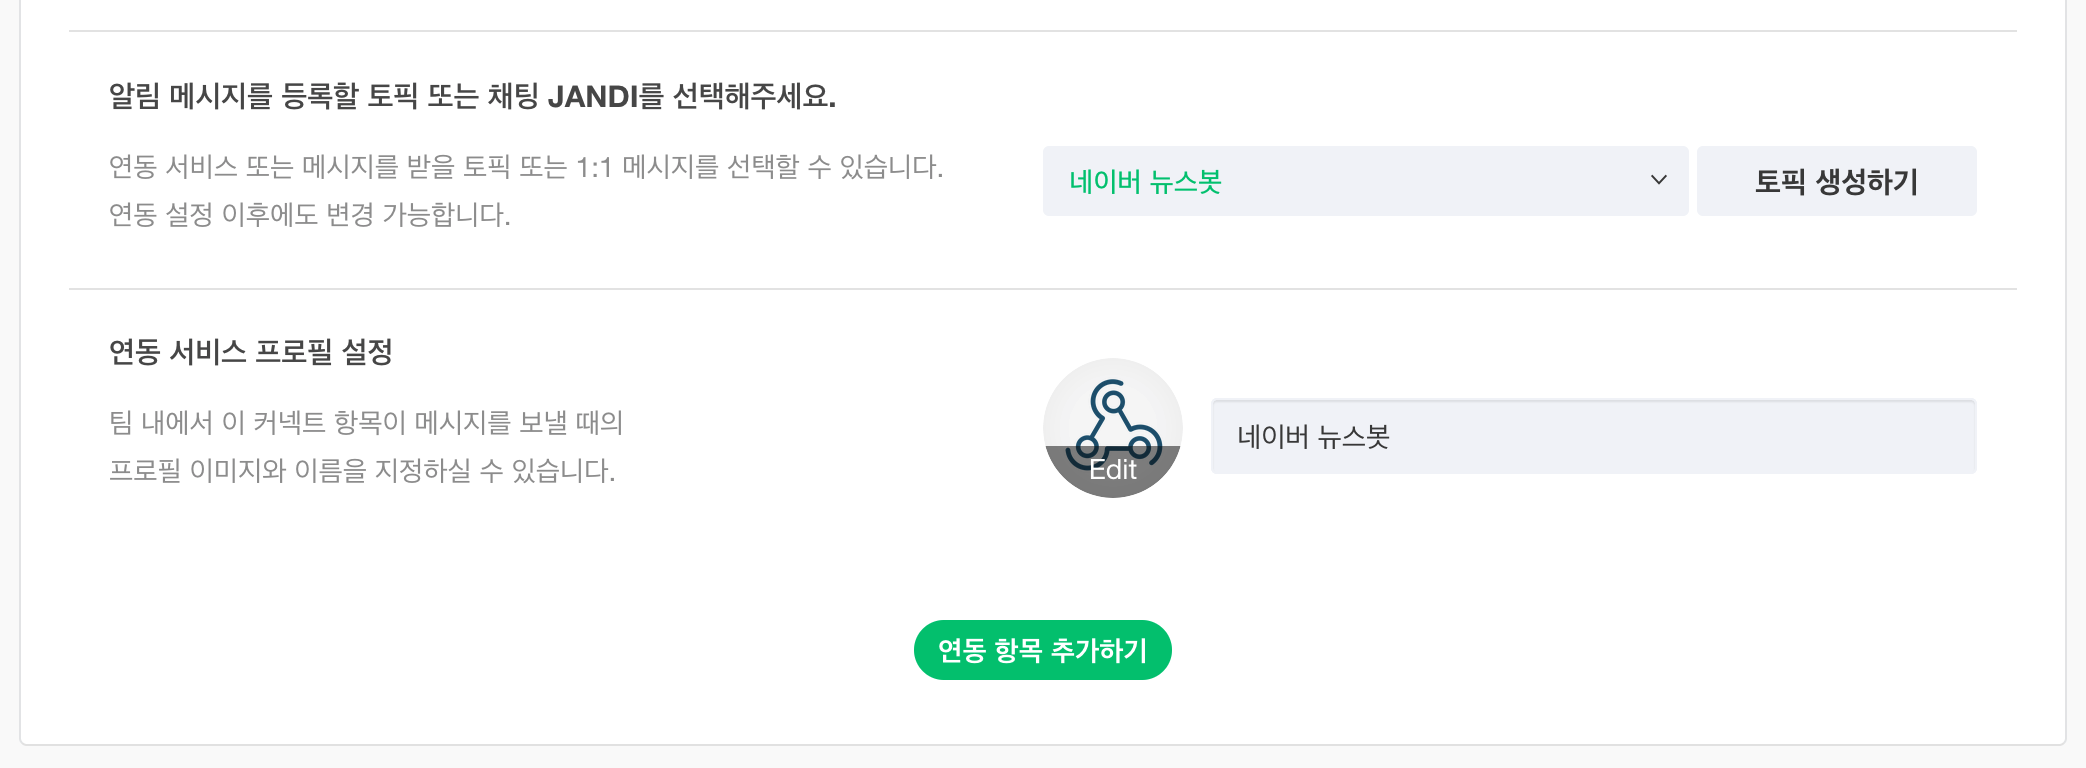 알림 메시지를 등록할 토픽 또는 채팅 JANDI를 선택해주세요.
연동 서비스 또는 메시지를 받을 토픽 또는 1:1 메시지를 선택할 수 있습니다.
연동 설정 이후에도 변경 가능합니다.
네이버 뉴스봇
토픽 생성하기
연동 서비스 프로필 설정
팀 내에서 이 커넥트 항목이 메시지를 보낼 때의
프로필 이미지와 이름을 지정하실 수 있습니다.
Edit
네이버 뉴스봇
연동 항목 추가하기